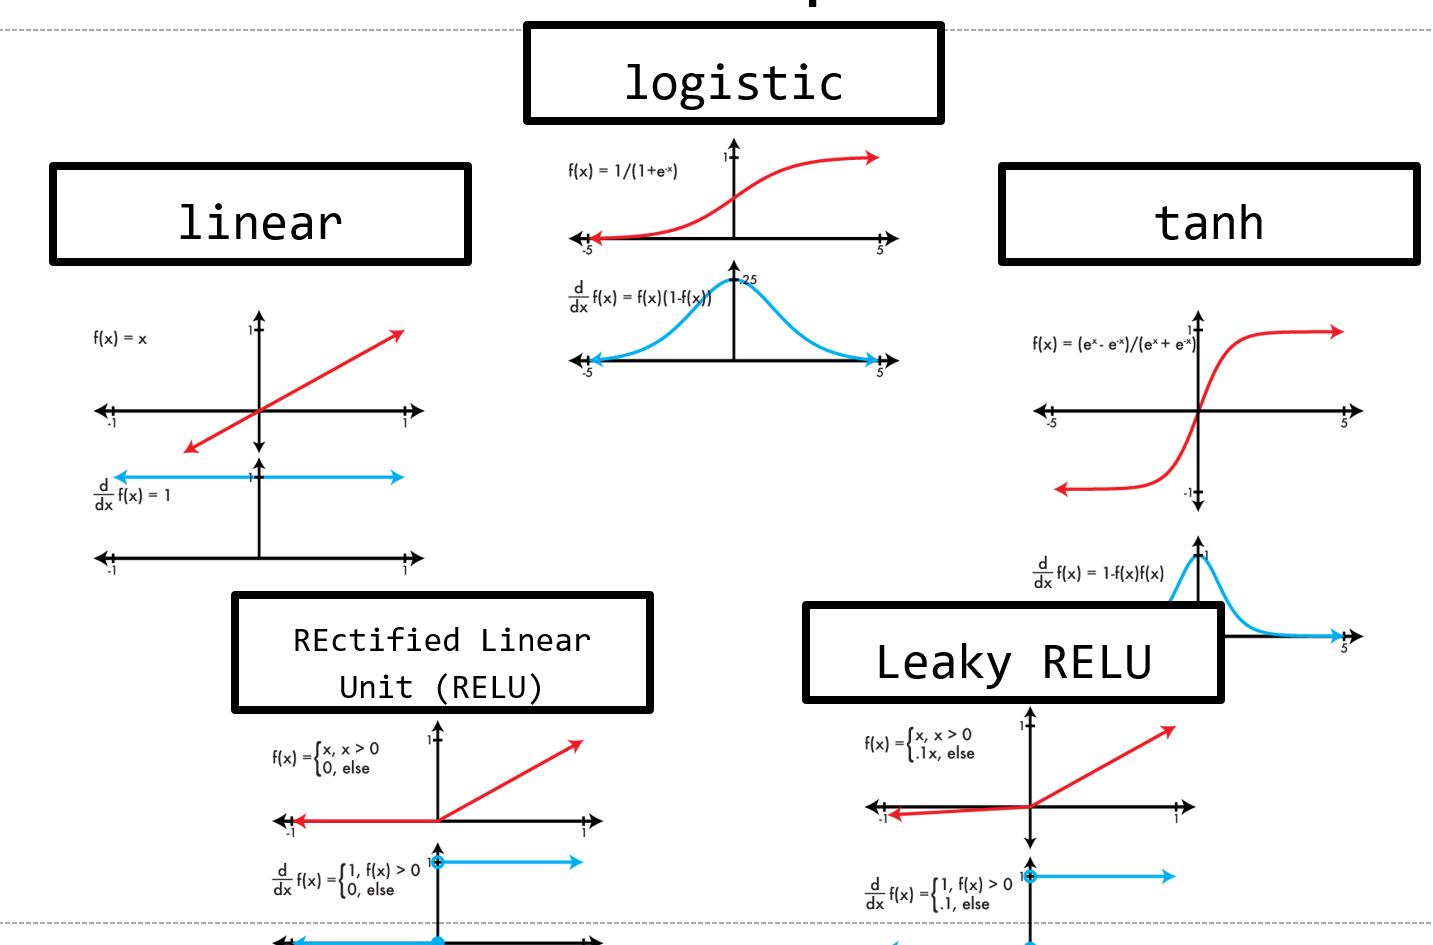 logistic
f(x) = 1/(1+e⁻ˣ)
1
-5
5
d/dx f(x) = f(x)(1-f(x))
.25
-5
5
linear
f(x) = x
1
-1
1
d/dx f(x) = 1
1
-1
1
tanh
f(x) = (eˣ - e⁻ˣ)/(eˣ + e⁻ˣ)
1
-5
5
-1
d/dx f(x) = 1-f(x)f(x)
1
5
REctified Linear
Unit (RELU)
f(x) = {x, x > 0
0, else
1
-1
1
d/dx f(x) = {1, f(x) > 0
0, else
1
Leaky RELU
f(x) = {x, x > 0
.1x, else
1
-1
1
d/dx f(x) = {1, f(x) > 0
.1, else
1